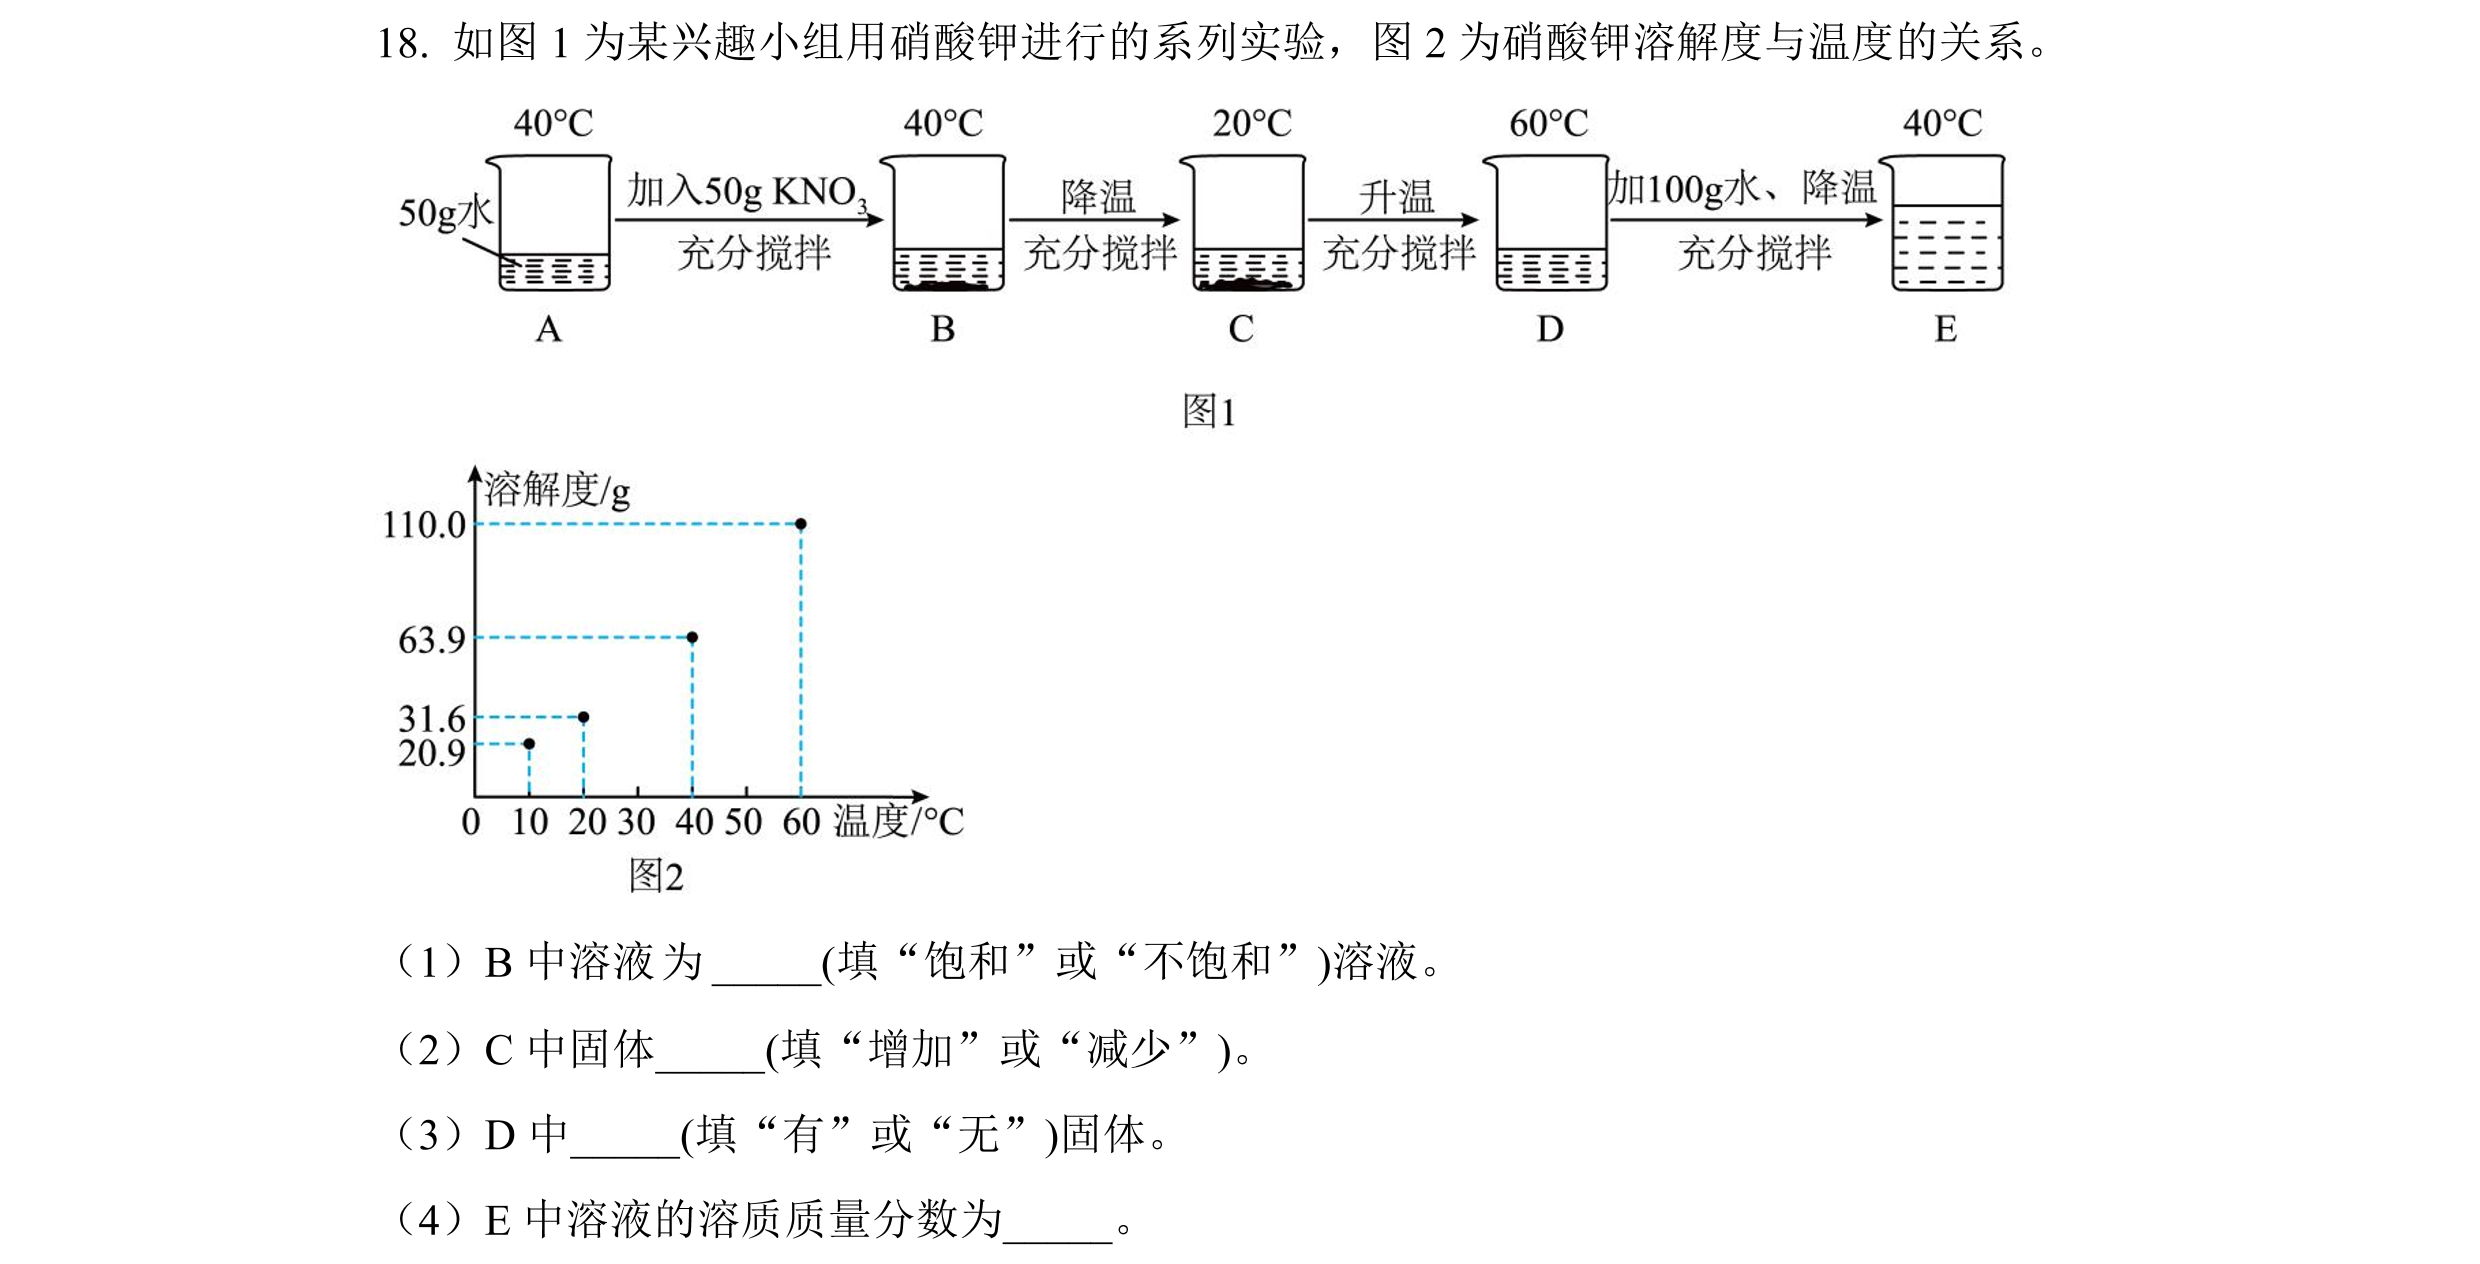 18. 如图 1 为某兴趣小组用硝酸钾进行的系列实验，图 2 为硝酸钾溶解度与温度的关系。
40°C 40°C 20°C 60°C 40°C
50g水 加入50g KNO₃ 降温 升温 加100g水、降温
充分搅拌 充分搅拌 充分搅拌 充分搅拌
A B C D E
图1
溶解度/g
110.0
63.9
31.6
20.9
0 10 20 30 40 50 60 温度/°C
图2
（1）B 中溶液为_____(填“饱和”或“不饱和”)溶液。
（2）C 中固体_____(填“增加”或“减少”)。
（3）D 中_____(填“有”或“无”)固体。
（4）E 中溶液的溶质质量分数为_____。